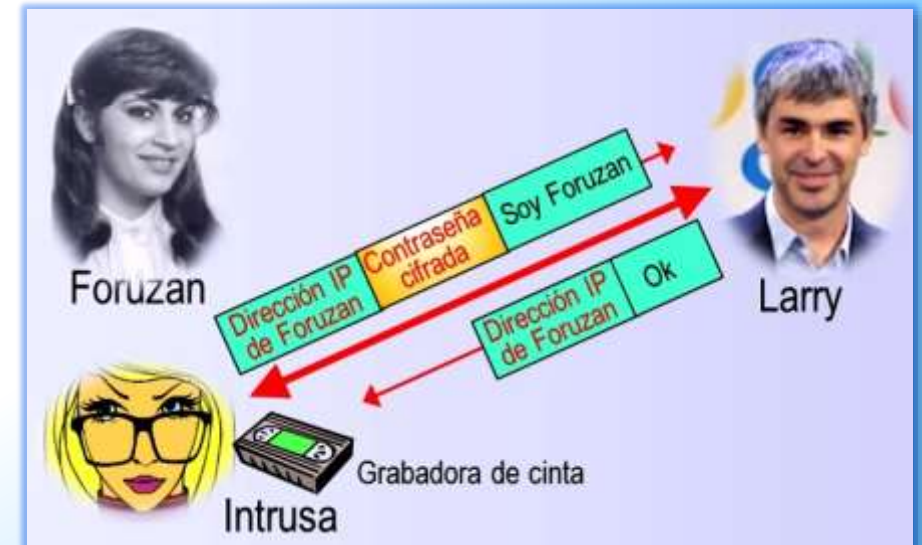 Foruzan
Dirección IP
de Foruzan
Contraseña
cifrada
Soy Foruzan
Larry
Dirección IP
de Foruzan
Ok
Grabadora de cinta
Intrusa